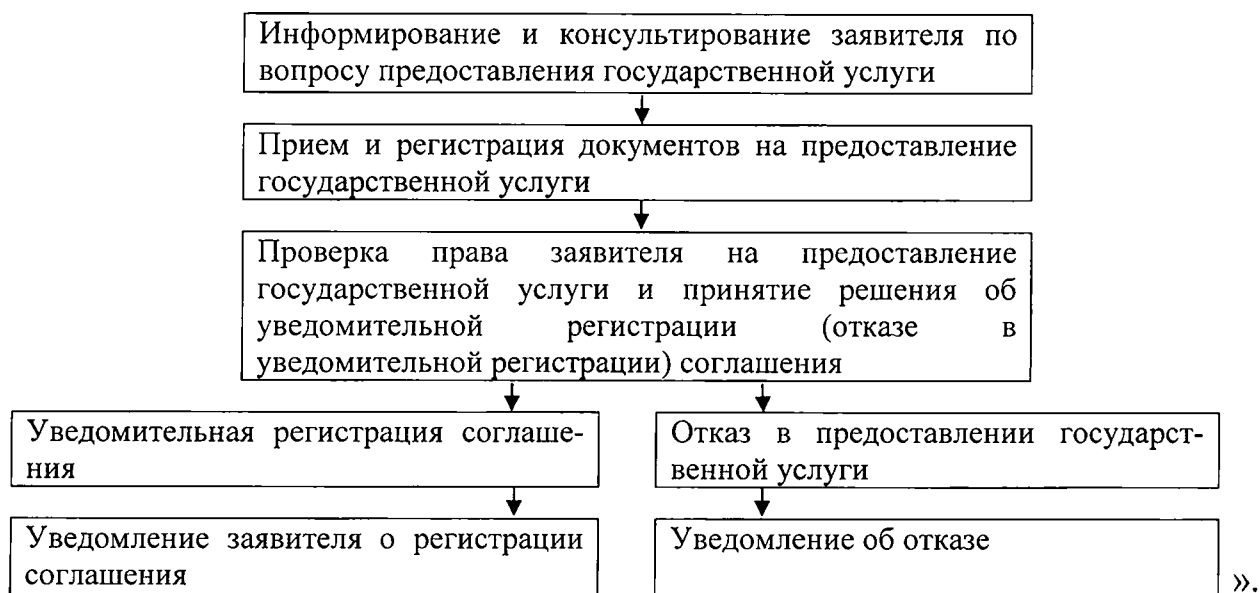 Информирование и консультирование заявителя по
вопросу предоставления государственной услуги
Прием и регистрация документов на предоставление
государственной услуги
Проверка права заявителя на предоставление
государственной услуги и принятие решения об
уведомительной регистрации (отказе в
уведомительной регистрации) соглашения
Уведомительная регистрация соглаше-
ния
Отказ в предоставлении государст-
венной услуги
Уведомление заявителя о регистрации
соглашения
Уведомление об отказе
».